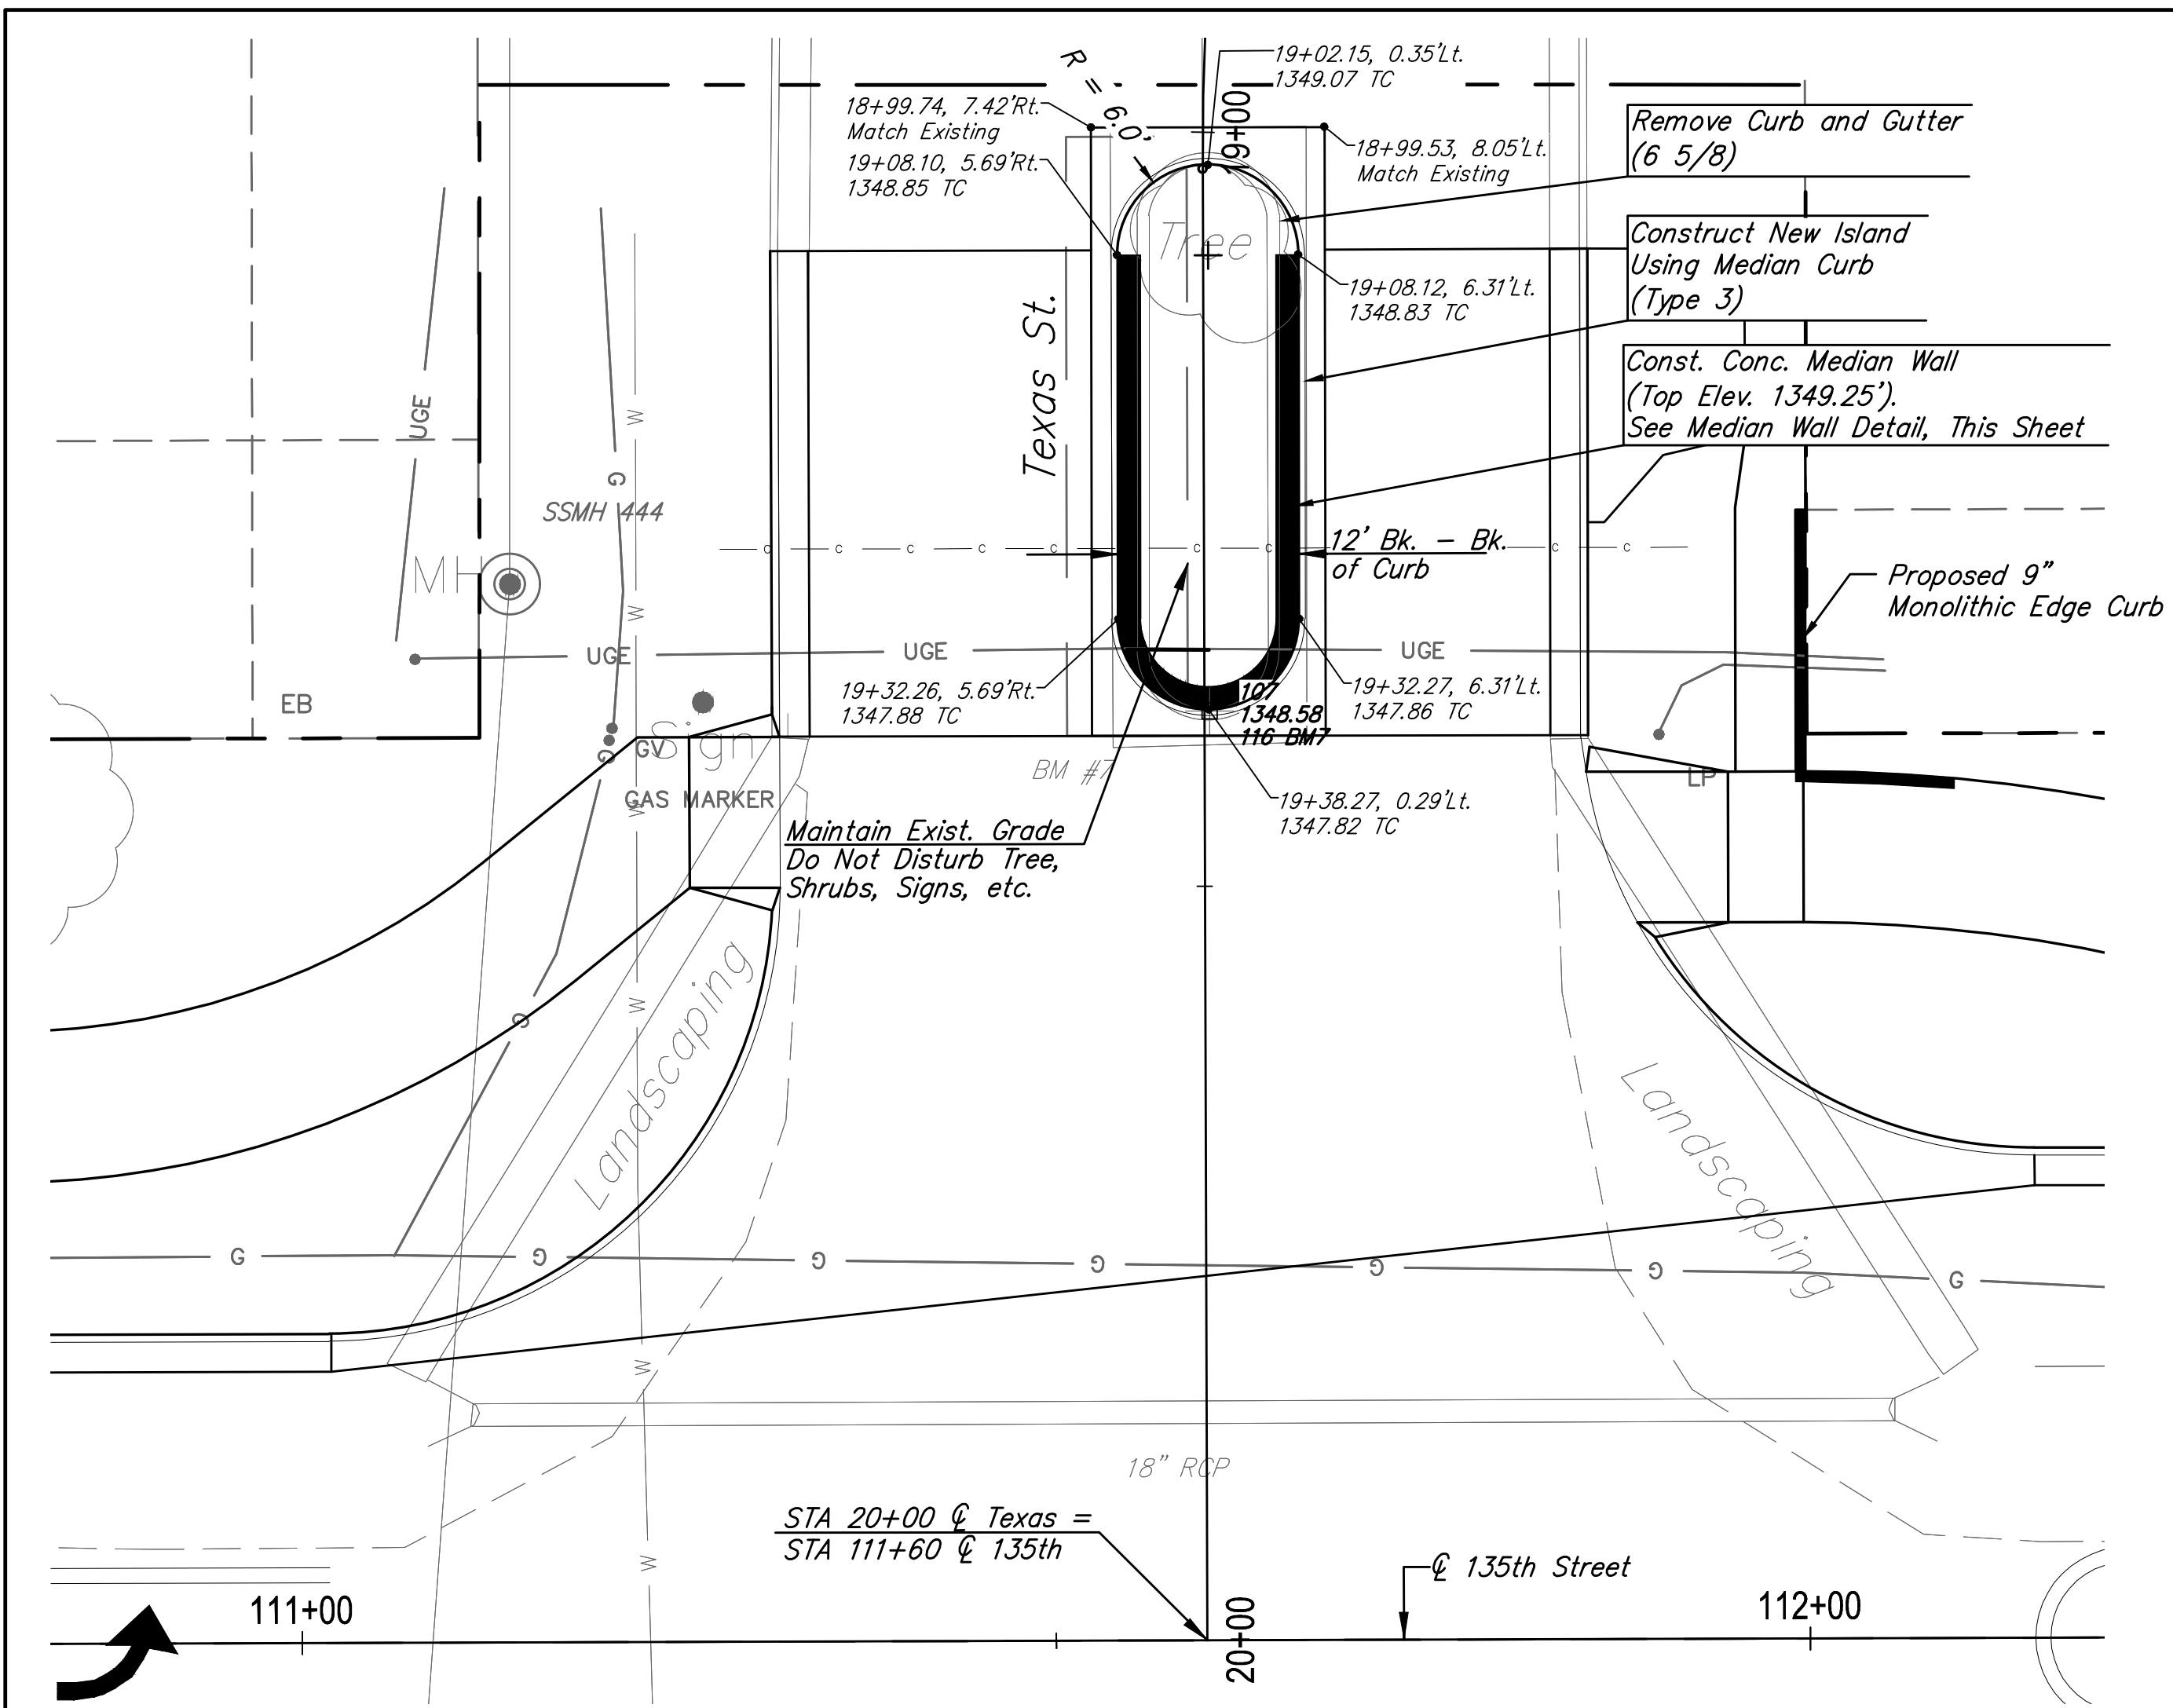 R = 6.0'
19+02.15, 0.35'Lt.
1349.07 TC
18+99.74, 7.42'Rt.
Match Existing
19+08.10, 5.69'Rt.
1348.85 TC
19+00
18+99.53, 8.05'Lt.
Match Existing
Remove Curb and Gutter
(6 5/8)
Tree
Construct New Island
Using Median Curb
(Type 3)
19+08.12, 6.31'Lt.
1348.83 TC
Texas St.
Const. Conc. Median Wall
(Top Elev. 1349.25').
See Median Wall Detail, This Sheet
UGE
W
G
SSMH 444
MH
C C C C C C C C C
12' Bk. - Bk.
of Curb
Proposed 9"
Monolithic Edge Curb
W
UGE UGE UGE
EB
19+32.26, 5.69'Rt.
1347.88 TC
107
1348.58
116 BM7
19+32.27, 6.31'Lt.
1347.86 TC
Sign
GV
G
BM #7
LP
GAS MARKER
W
19+38.27, 0.29'Lt.
1347.82 TC
Maintain Exist. Grade
Do Not Disturb Tree,
Shrubs, Signs, etc.
Landscaping
W
G
Landscaping
G G G G G G G
W
18" RCP
STA 20+00 ℄ Texas =
STA 111+60 ℄ 135th
W
℄ 135th Street
111+00
20+00
112+00